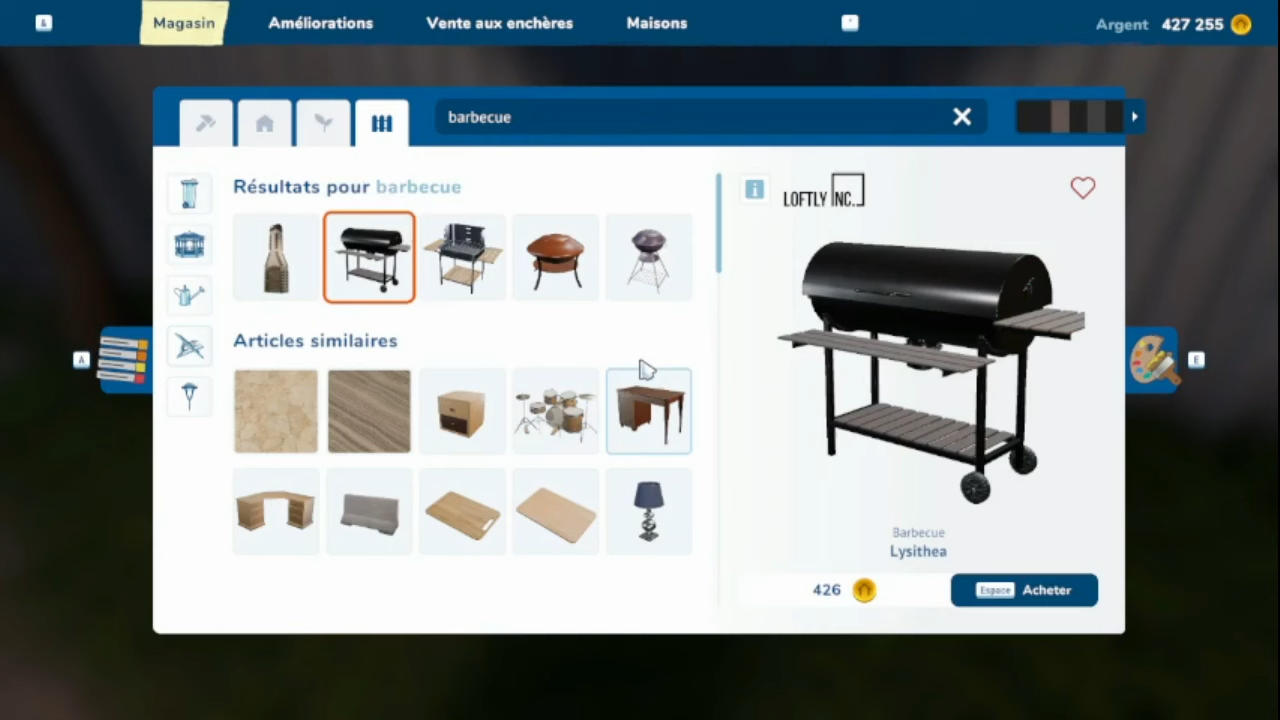 &
Magasin
Améliorations
Vente aux enchères
Maisons
'
Argent 427 255
barbecue
Résultats pour barbecue
i
LOFTLY INC.
Articles similaires
A
E
Barbecue
Lysithea
426
Espace Acheter